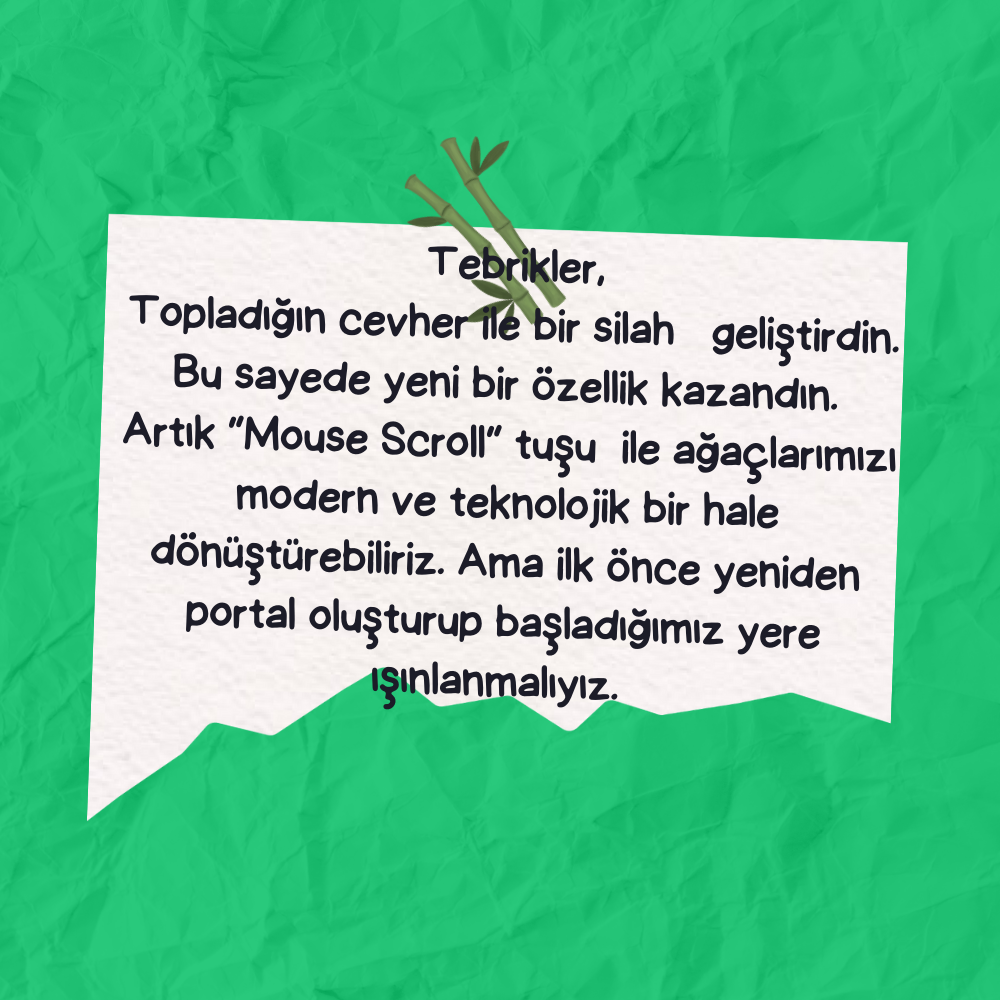 Tebrikler,
Topladığın cevher ile bir silah geliştirdin.
Bu sayede yeni bir özellik kazandın.
Artık "Mouse Scroll" tuşu ile ağaçlarımızı
modern ve teknolojik bir hale
dönüştürebiliriz. Ama ilk önce yeniden
portal oluşturup başladığımız yere
ışınlanmalıyız.